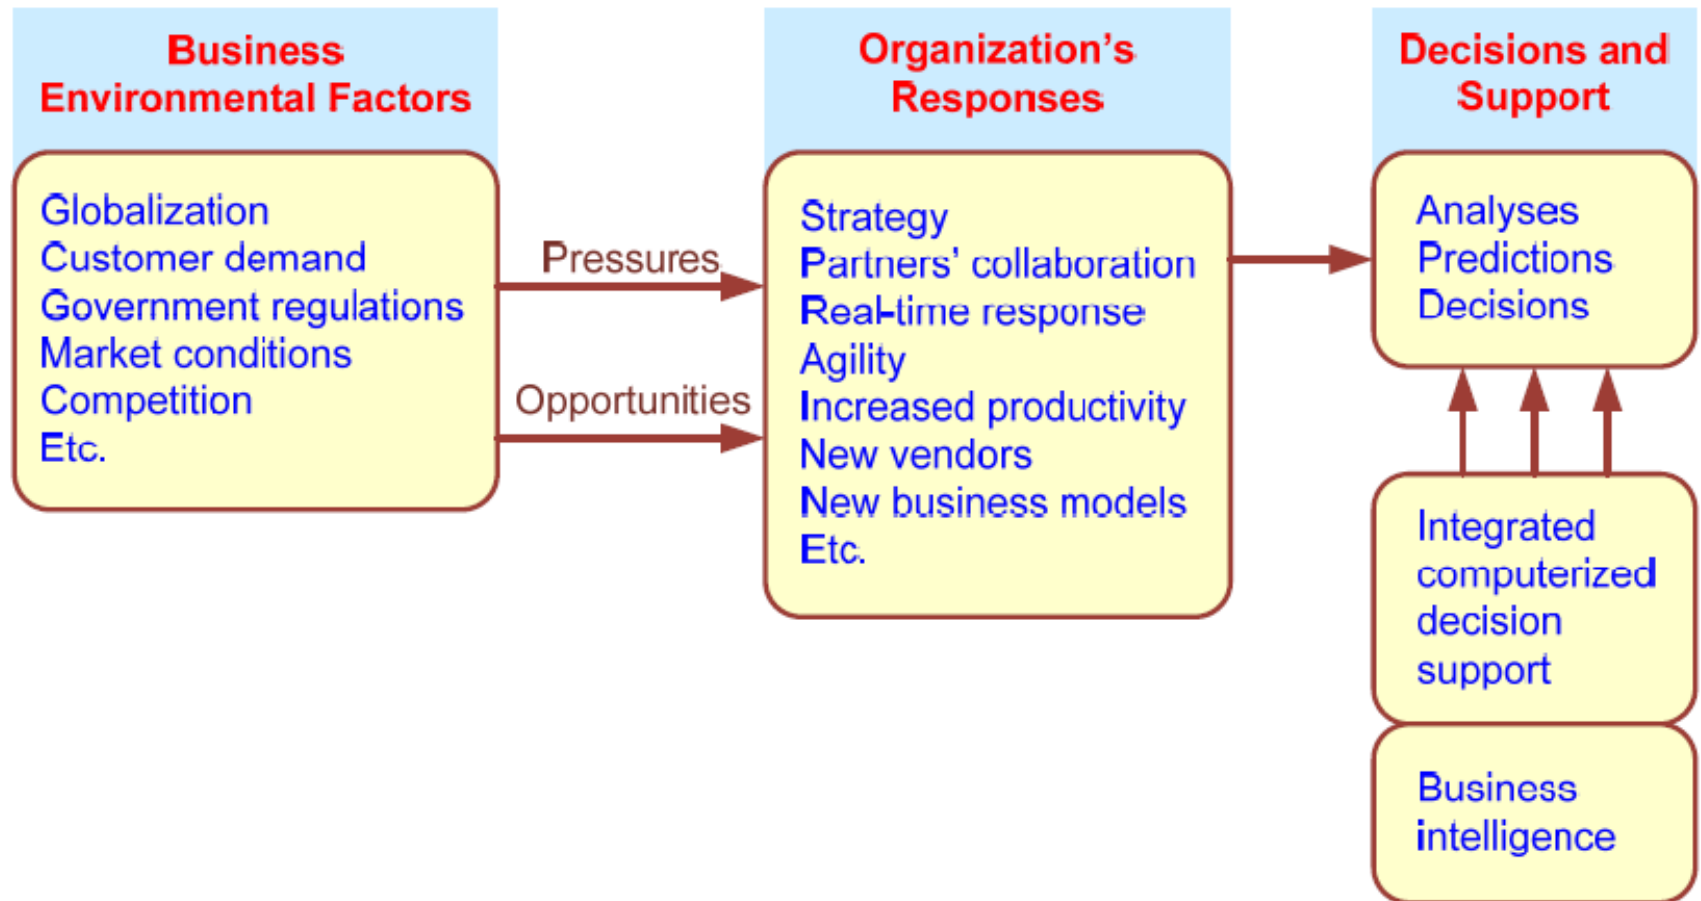 Business
Environmental Factors
Globalization
Customer demand
Government regulations
Market conditions
Competition
Etc.
Pressures
Opportunities
Organization's
Responses
Strategy
Partners' collaboration
Real-time response
Agility
Increased productivity
New vendors
New business models
Etc.
Decisions and
Support
Analyses
Predictions
Decisions
Integrated
computerized
decision
support
Business
intelligence